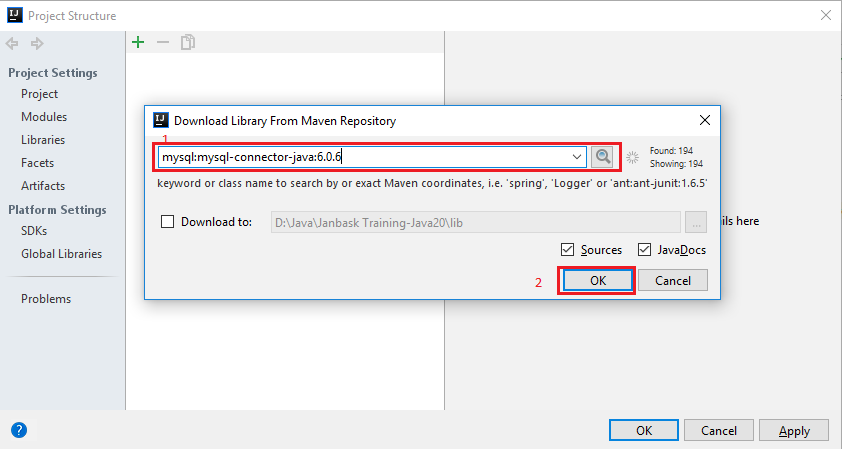 Project Structure
Project Settings
Project
Modules
Libraries
Facets
Artifacts
Platform Settings
SDKs
Global Libraries
Problems
IJ
Download Library From Maven Repository
1
mysql:mysql-connector-java:6.0.6
Found: 194
Showing: 194
keyword or class name to search by or exact Maven coordinates, i.e. 'spring', 'Logger' or 'ant:ant-junit:1.6.5'
Download to:
D:\Java\Janbask Training-Java20\lib
...
ils here
Sources
JavaDocs
2
OK
Cancel
?
OK
Cancel
Apply